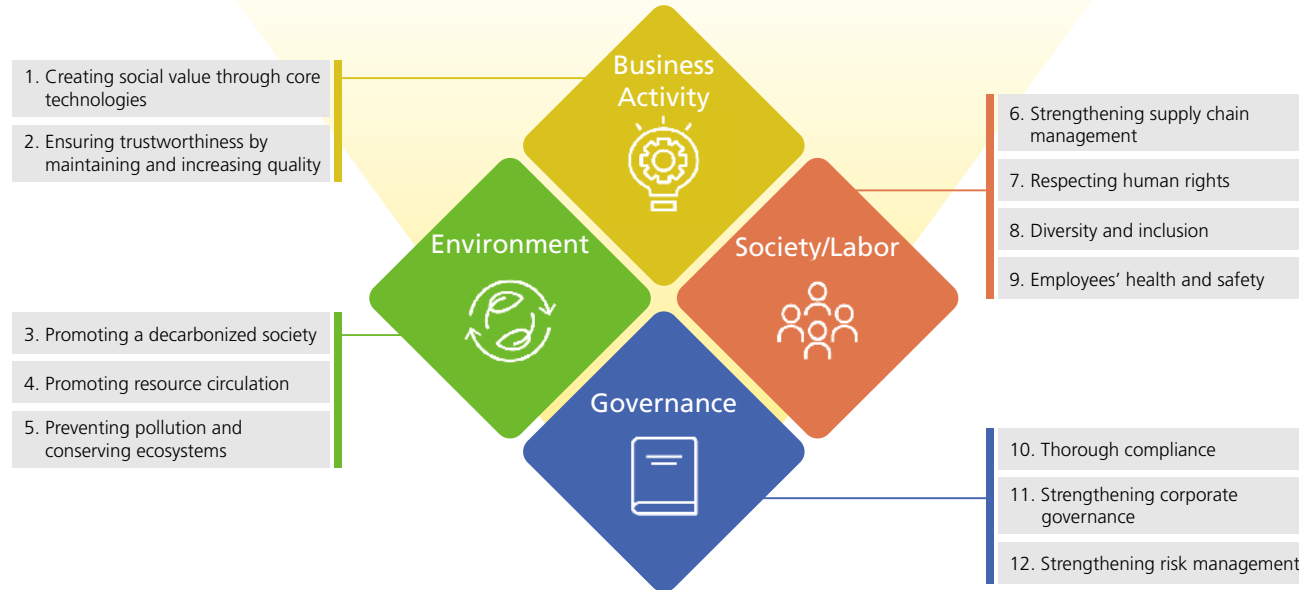 Business
Activity
1. Creating social value through core
technologies
2. Ensuring trustworthiness by
maintaining and increasing quality
Environment
3. Promoting a decarbonized society
4. Promoting resource circulation
5. Preventing pollution and
conserving ecosystems
Society/Labor
6. Strengthening supply chain
management
7. Respecting human rights
8. Diversity and inclusion
9. Employees’ health and safety
Governance
10. Thorough compliance
11. Strengthening corporate
governance
12. Strengthening risk management